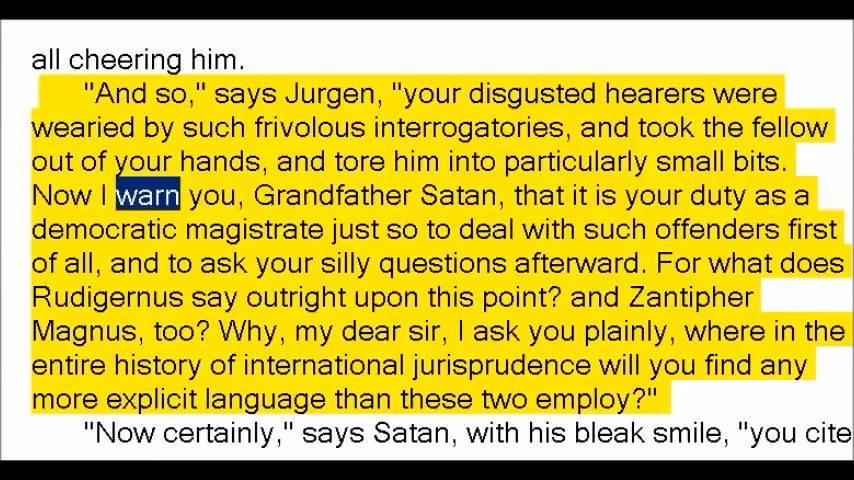 all cheering him.
"And so," says Jurgen, "your disgusted hearers were
wearied by such frivolous interrogatories, and took the fellow
out of your hands, and tore him into particularly small bits.
Now I warn you, Grandfather Satan, that it is your duty as a
democratic magistrate just so to deal with such offenders first
of all, and to ask your silly questions afterward. For what does
Rudigernus say outright upon this point? and Zantipher
Magnus, too? Why, my dear sir, I ask you plainly, where in the
entire history of international jurisprudence will you find any
more explicit language than these two employ?"
"Now certainly," says Satan, with his bleak smile, "you cite